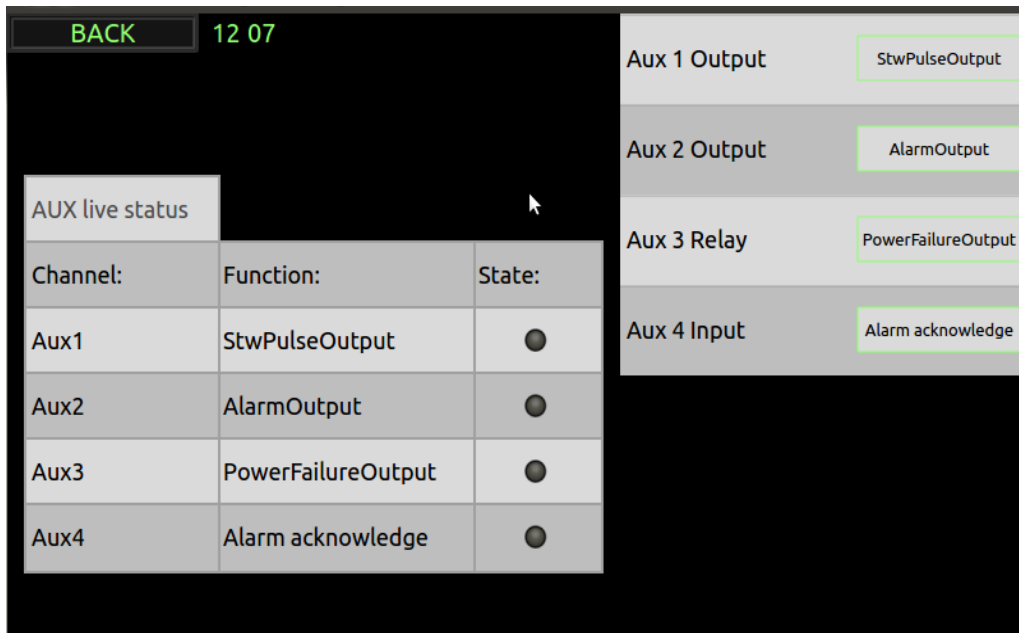 BACK 12 07
Aux 1 Output StwPulseOutput
Aux 2 Output AlarmOutput
Aux 3 Relay PowerFailureOutput
Aux 4 Input Alarm acknowledge
AUX live status
Channel: Function: State:
Aux1 StwPulseOutput
Aux2 AlarmOutput
Aux3 PowerFailureOutput
Aux4 Alarm acknowledge